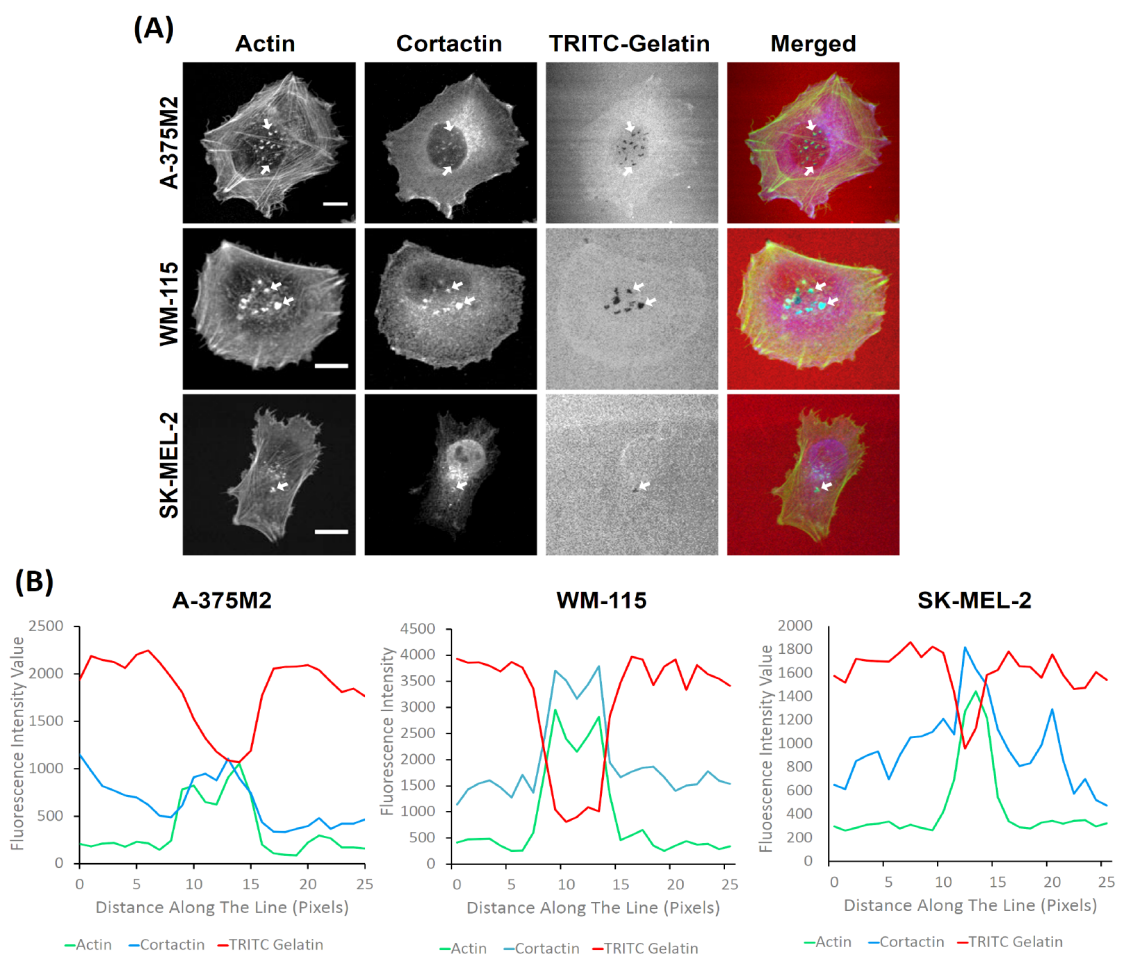 (A)
Actin Cortactin TRITC-Gelatin Merged
A-375M2
WM-115
SK-MEL-2
(B)
A-375M2
Fluorescence Intensity Value
2500
2000
1500
1000
500
0
0 5 10 15 20 25
Distance Along The Line (Pixels)
Actin Cortactin TRITC Gelatin
WM-115
Fluorescence Intensity
4500
4000
3500
3000
2500
2000
1500
1000
500
0
0 5 10 15 20 25
Distance Along The Line (Pixels)
Actin Cortactin TRITC Gelatin
SK-MEL-2
Fluoescence Intensity Value
2000
1800
1600
1400
1200
1000
800
600
400
200
0
0 5 10 15 20 25
Distance Along The Line (Pixels)
Actin Cortactin TRITC Gelatin